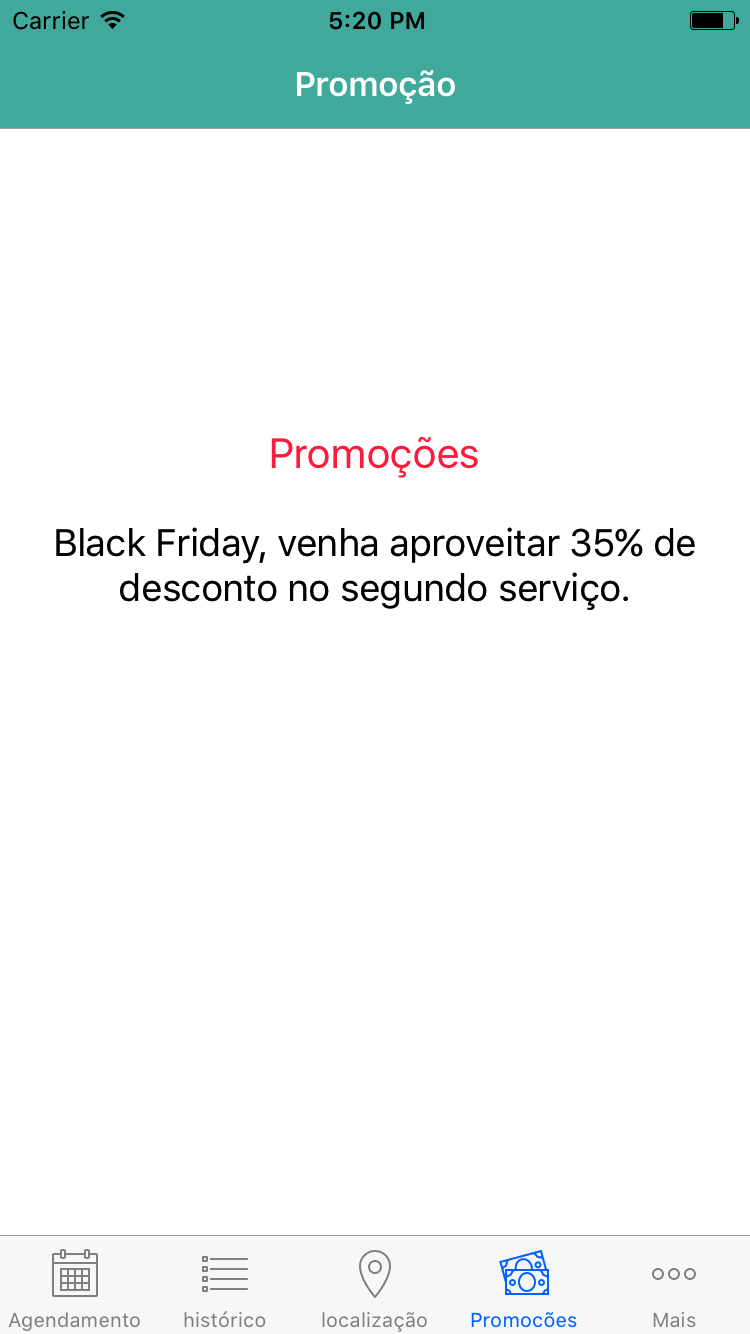 Carrier 5:20 PM
Promoção
Promoções
Black Friday, venha aproveitar 35% de
desconto no segundo serviço.
Agendamento histórico localização Promocões Mais